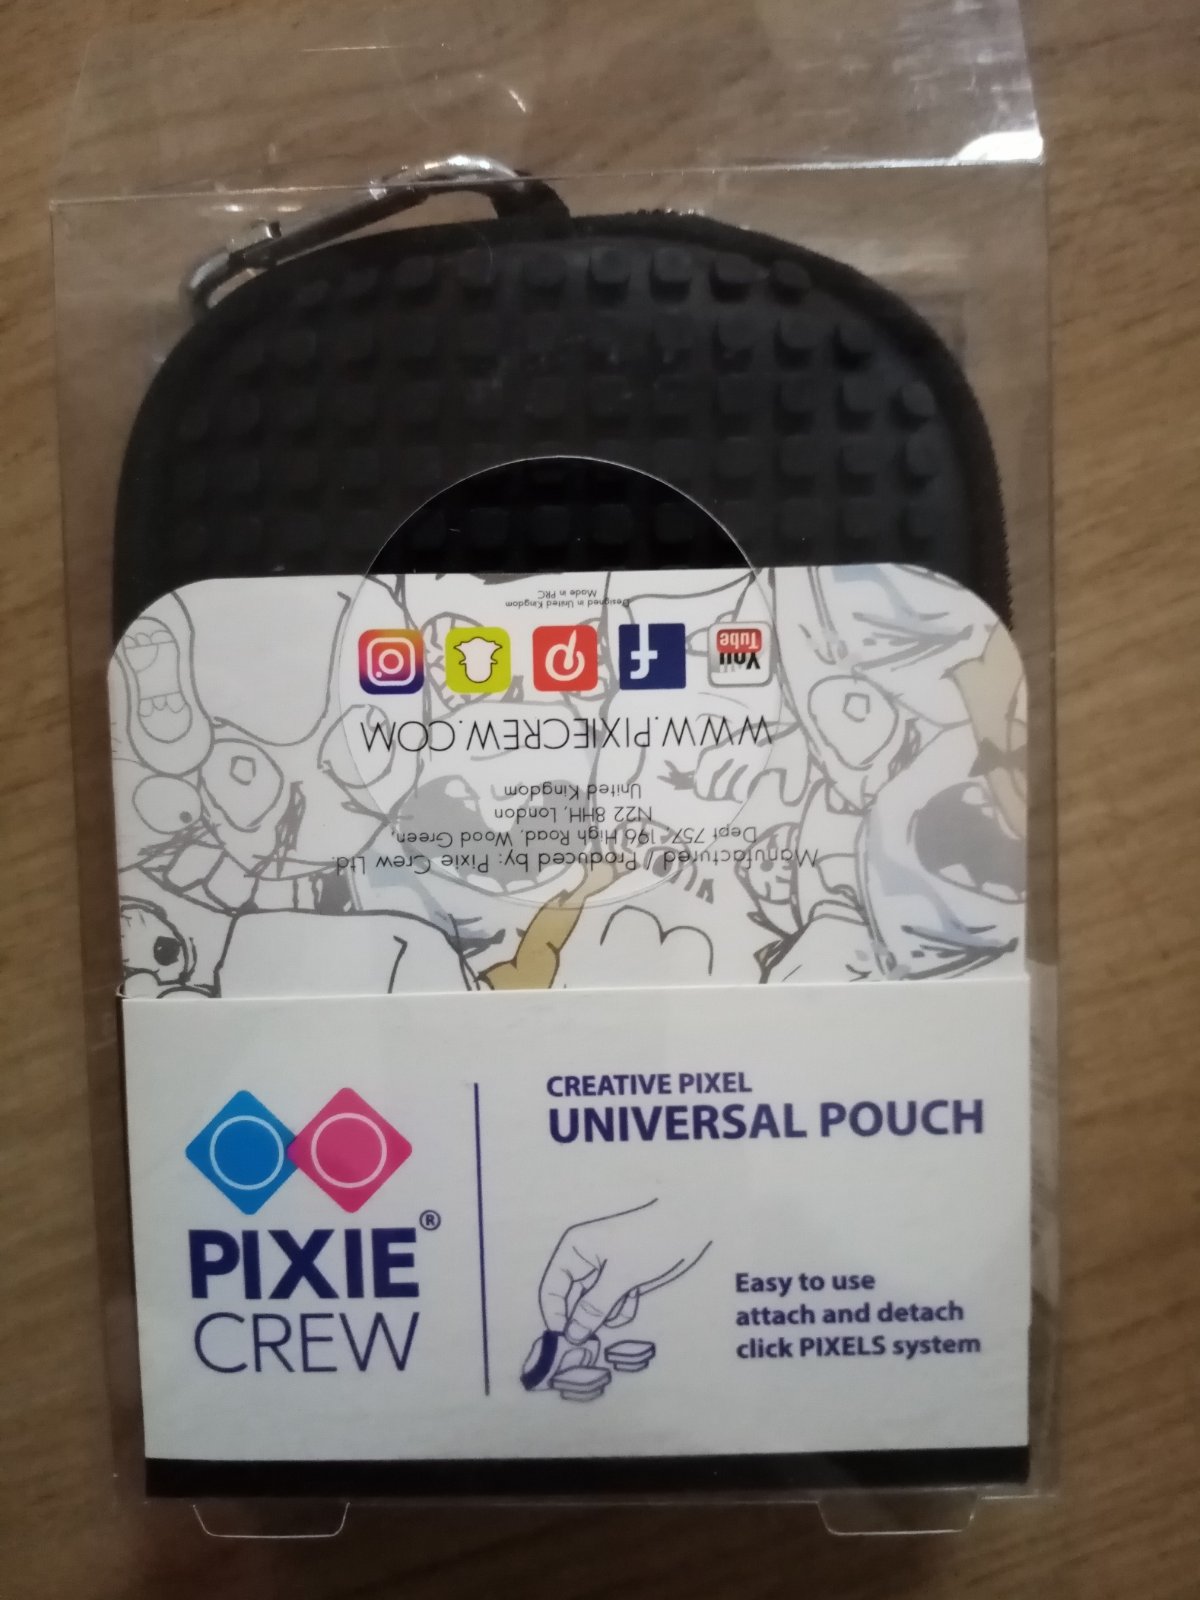 Designed in United Kingdom
Made in PRC
You
Tube
WWW.PIXIECREW.COM
Manufactured / Produced by: Pixie Crew Ltd.
Dept 757, 196 High Road, Wood Green,
N22 8HH, London
United Kingdom
PIXIE®
CREW
CREATIVE PIXEL
UNIVERSAL POUCH
Easy to use
attach and detach
click PIXELS system